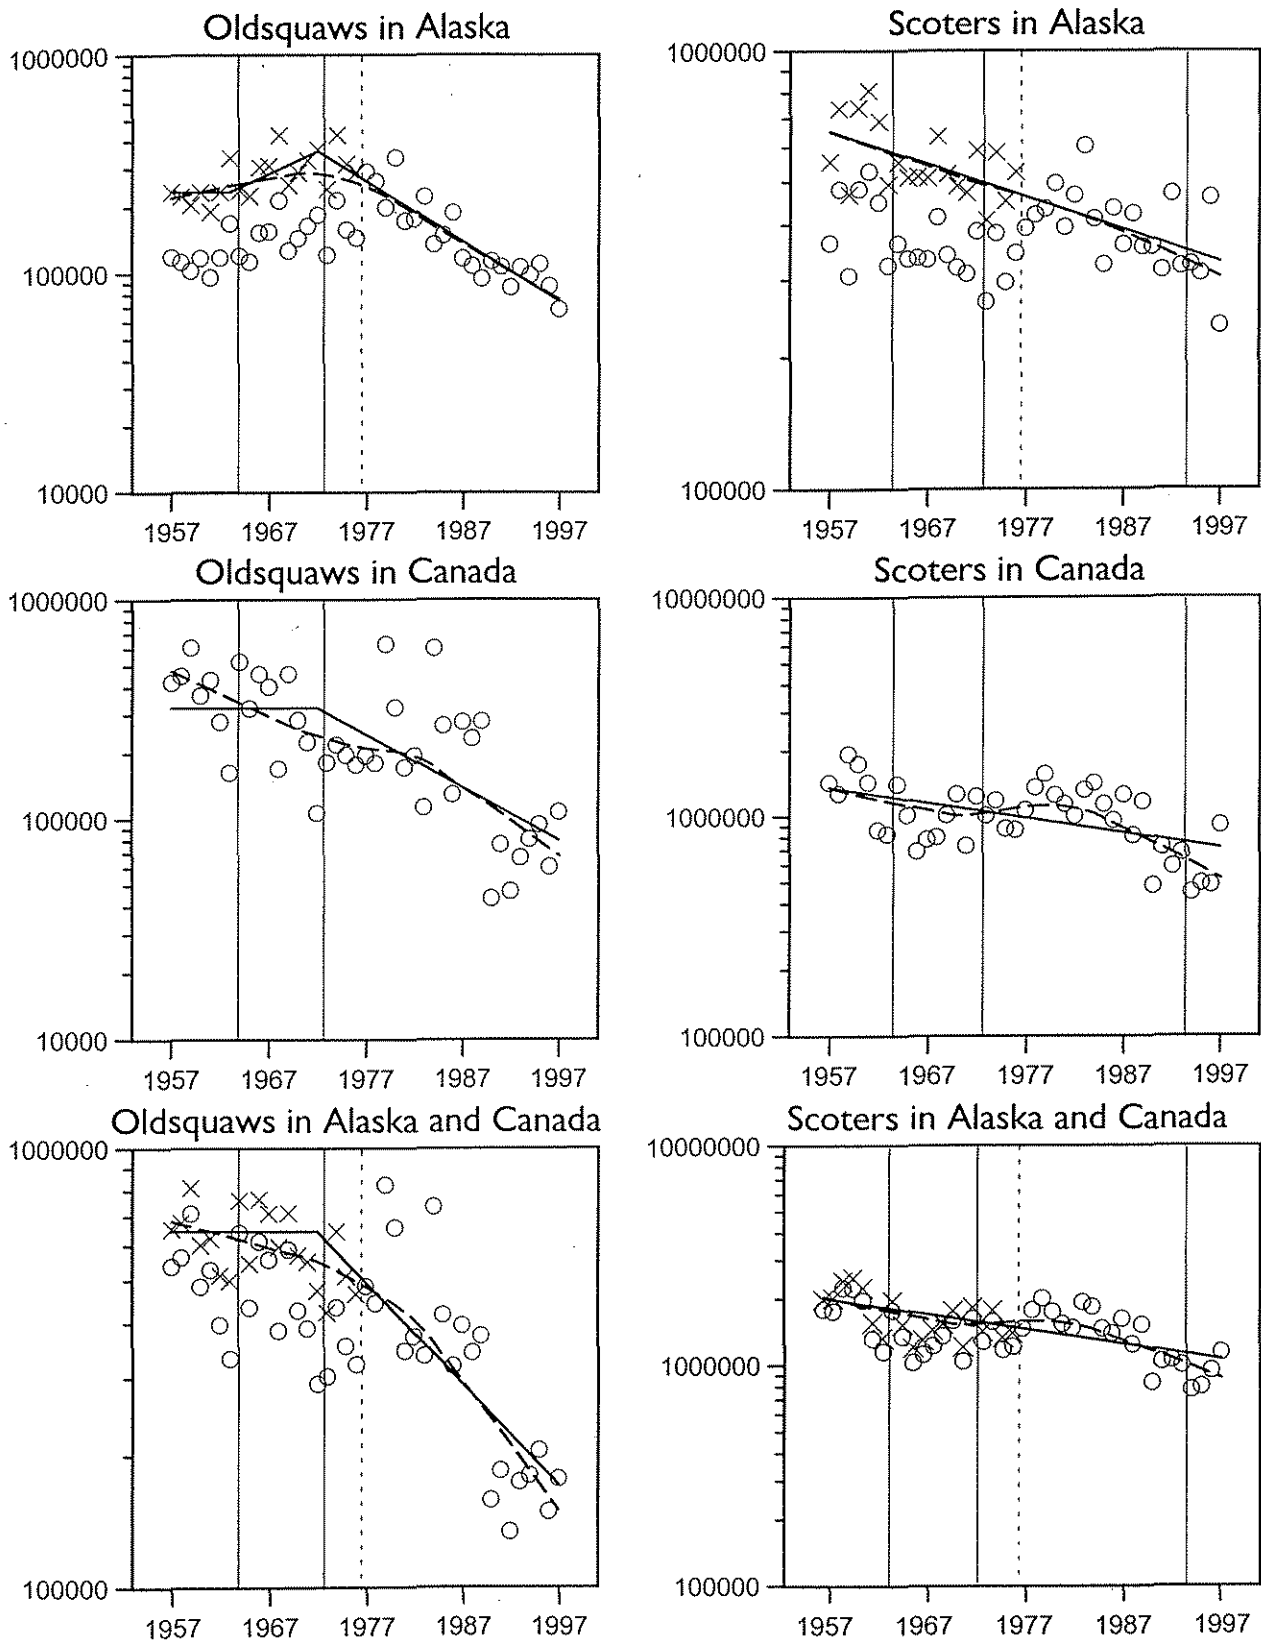 Oldsquaws in Alaska
1000000
100000
10000
1957 1967 1977 1987 1997
Scoters in Alaska
1000000
100000
1957 1967 1977 1987 1997
Oldsquaws in Canada
1000000
100000
10000
1957 1967 1977 1987 1997
Scoters in Canada
10000000
1000000
100000
1957 1967 1977 1987 1997
Oldsquaws in Alaska and Canada
1000000
100000
1957 1967 1977 1987 1997
Scoters in Alaska and Canada
10000000
1000000
100000
1957 1967 1977 1987 1997